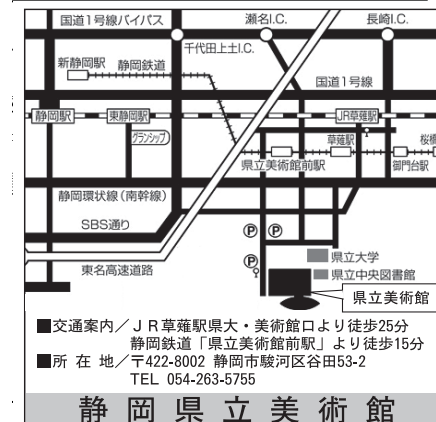 国道1号線バイパス
瀬名I.C.
長崎I.C.
千代田上土I.C.
新静岡駅
静岡鉄道
国道1号線
静岡駅
東静岡駅
JR草薙駅
グランシップ
県立美術館前駅
草薙駅
御門台駅
桜橋
静岡環状線(南幹線)
SBS通り
P
P
P
東名高速道路
県立大学
県立中央図書館
県立美術館
■交通案内/JR草薙駅県大・美術館口より徒歩25分
静岡鉄道「県立美術館前駅」より徒歩15分
■所在地/〒422-8002 静岡市駿河区谷田53-2
TEL 054-263-5755
静岡県立美術館